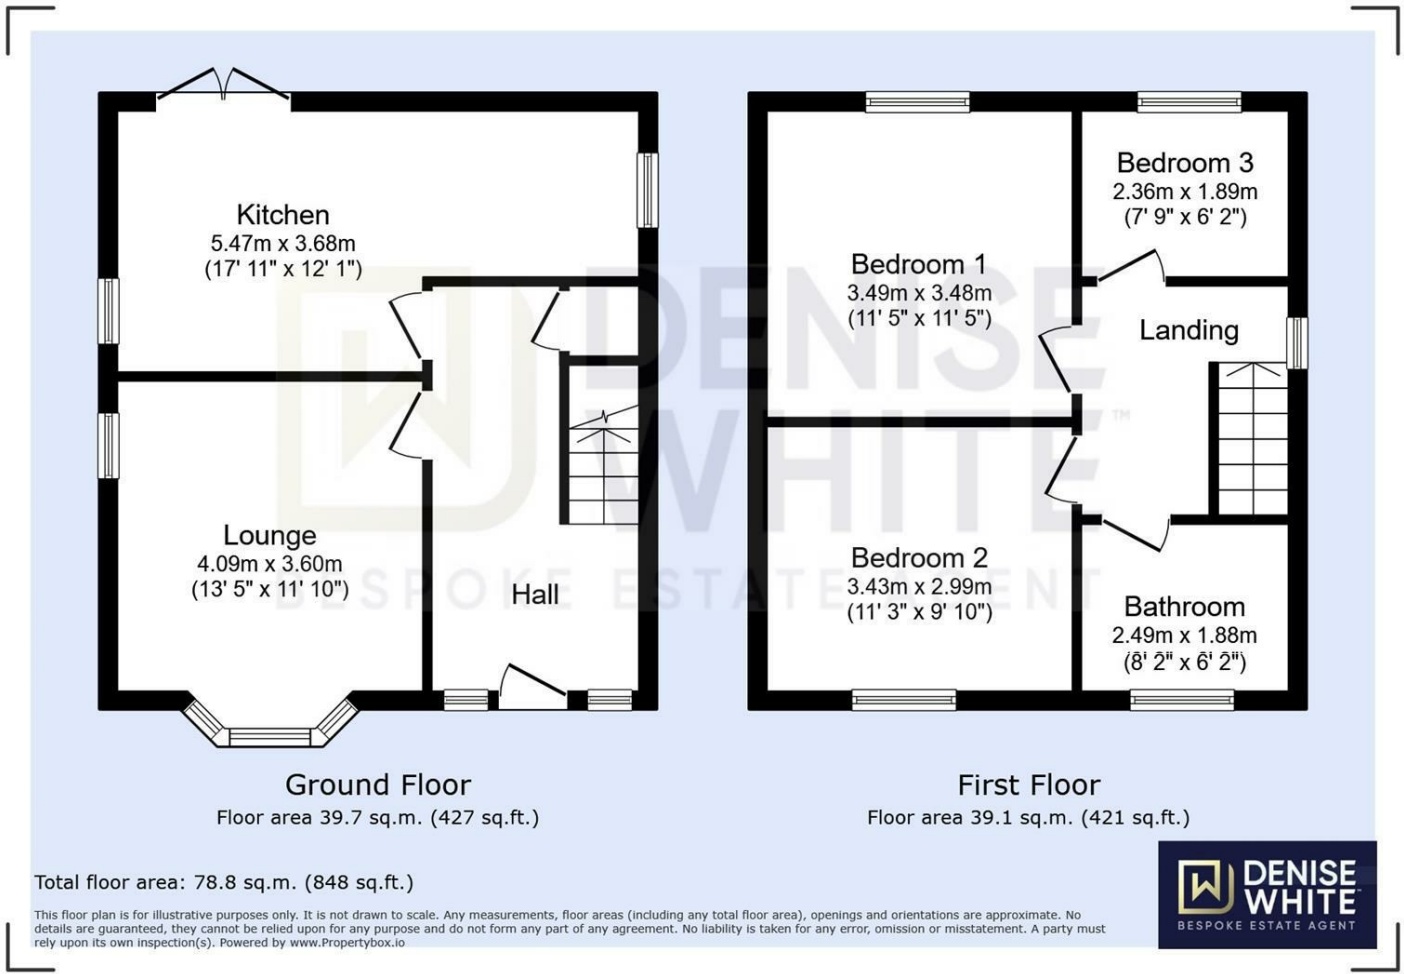 Kitchen
5.47m x 3.68m
(17' 11" x 12' 1")
Lounge
4.09m x 3.60m
(13' 5" x 11' 10")
Hall
Bedroom 1
3.49m x 3.48m
(11' 5" x 11' 5")
Bedroom 3
2.36m x 1.89m
(7' 9" x 6' 2")
Landing
Bedroom 2
3.43m x 2.99m
(11' 3" x 9' 10")
Bathroom
2.49m x 1.88m
(8' 2" x 6' 2")
DENISE
WHITE™
BESPOKE ESTATE AGENT
Ground Floor
Floor area 39.7 sq.m. (427 sq.ft.)
First Floor
Floor area 39.1 sq.m. (421 sq.ft.)
Total floor area: 78.8 sq.m. (848 sq.ft.)
This floor plan is for illustrative purposes only. It is not drawn to scale. Any measurements, floor areas (including any total floor area), openings and orientations are approximate. No
details are guaranteed, they cannot be relied upon for any purpose and do not form any part of any agreement. No liability is taken for any error, omission or misstatement. A party must
rely upon its own inspection(s). Powered by www.Propertybox.io
DENISE
WHITE
BESPOKE ESTATE AGENT